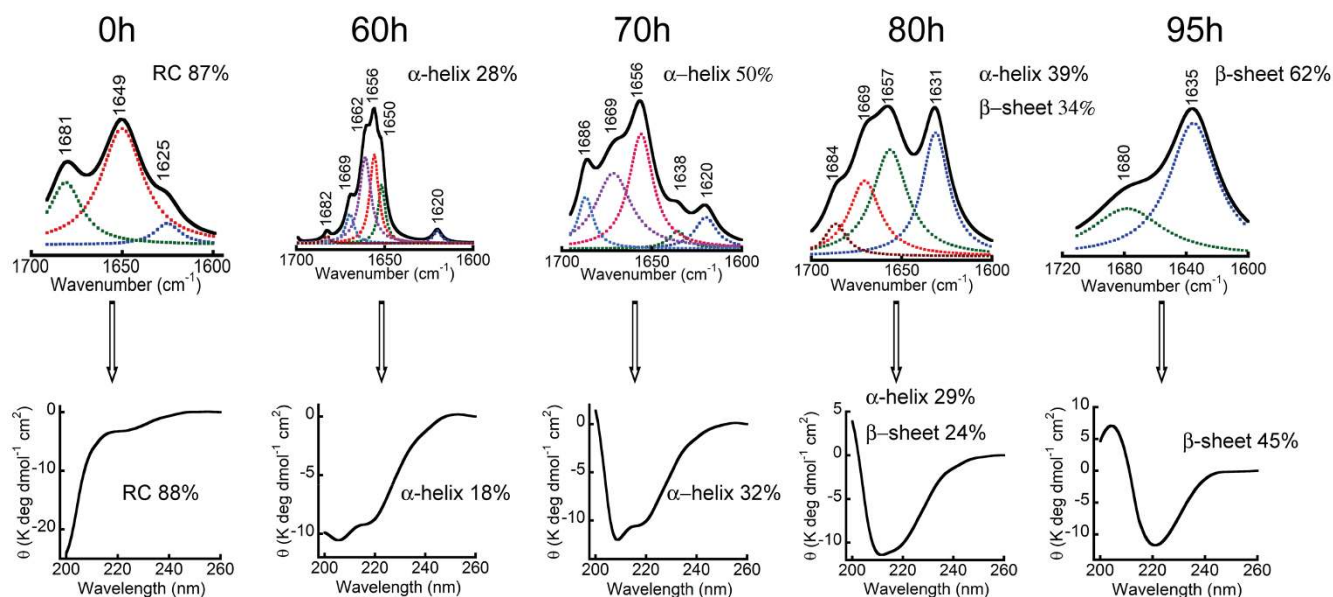 0h
60h
70h
80h
95h
RC 87%
α-helix 28%
α–helix 50%
α-helix 39%
β–sheet 34%
β-sheet 62%
1681
1649
1625
1682
1669
1662
1656
1650
1620
1686
1669
1656
1638
1620
1684
1669
1657
1631
1680
1635
1700 1650 1600
1700 1650 1600
1700 1650 1600
1700 1650 1600
1720 1680 1640 1600
Wavenumber (cm⁻¹)
Wavenumber (cm⁻¹)
Wavenumber (cm⁻¹)
Wavenumber (cm⁻¹)
Wavenumber (cm⁻¹)
θ (K deg dmol⁻¹ cm²)
0
-10
-20
RC 88%
200 220 240 260
Wavelength (nm)
θ (K deg dmol⁻¹ cm²)
0
-5
-10
α-helix 18%
200 220 240 260
Wavelength (nm)
θ (K deg dmol⁻¹ cm²)
0
-5
-10
α–helix 32%
200 220 240 260
Wavelength (nm)
θ (K deg dmol⁻¹ cm²)
5
0
-5
-10
α-helix 29%
β–sheet 24%
200 220 240 260
Wavelength (nm)
θ (K deg dmol⁻¹ cm²)
10
5
0
-5
-10
β-sheet 45%
200 220 240 260
Wavelength (nm)